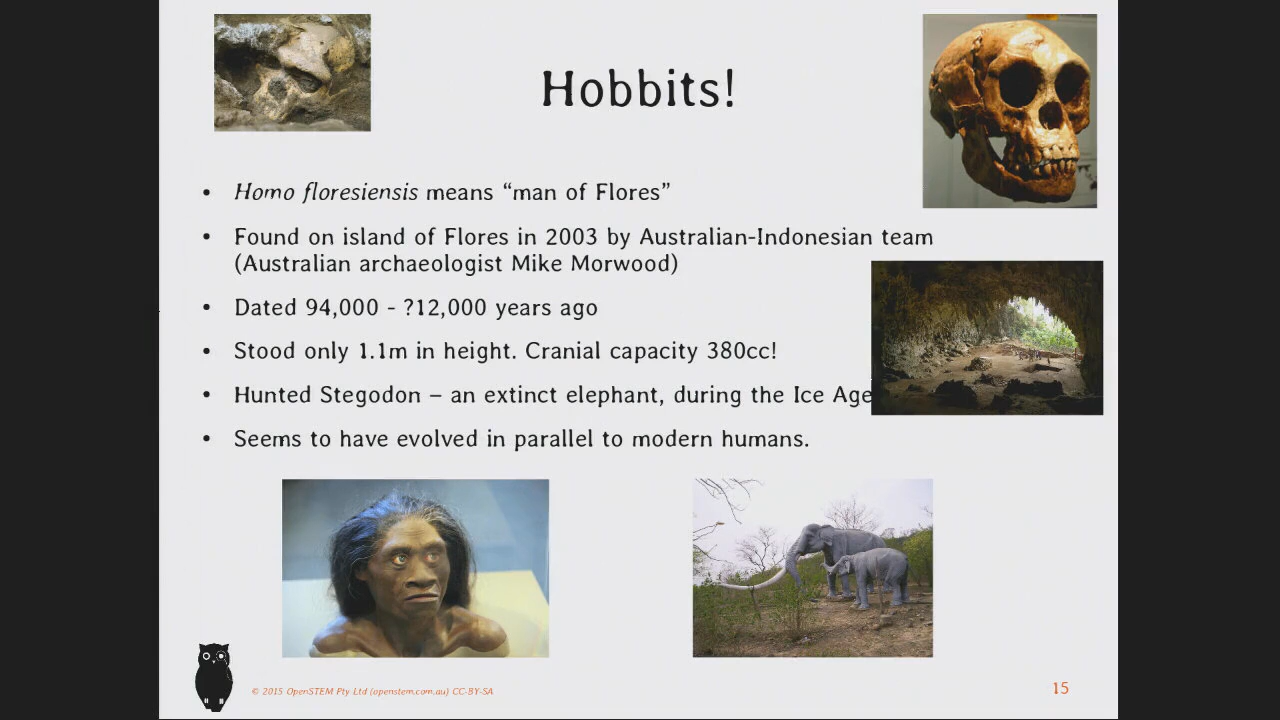 Hobbits!
• Homo floresiensis means “man of Flores”
• Found on island of Flores in 2003 by Australian-Indonesian team
(Australian archaeologist Mike Morwood)
• Dated 94,000 - ?12,000 years ago
• Stood only 1.1m in height. Cranial capacity 380cc!
• Hunted Stegodon – an extinct elephant, during the Ice Age
• Seems to have evolved in parallel to modern humans.
© 2015 OpenSTEM Pty Ltd (openstem.com.au) CC-BY-SA
15